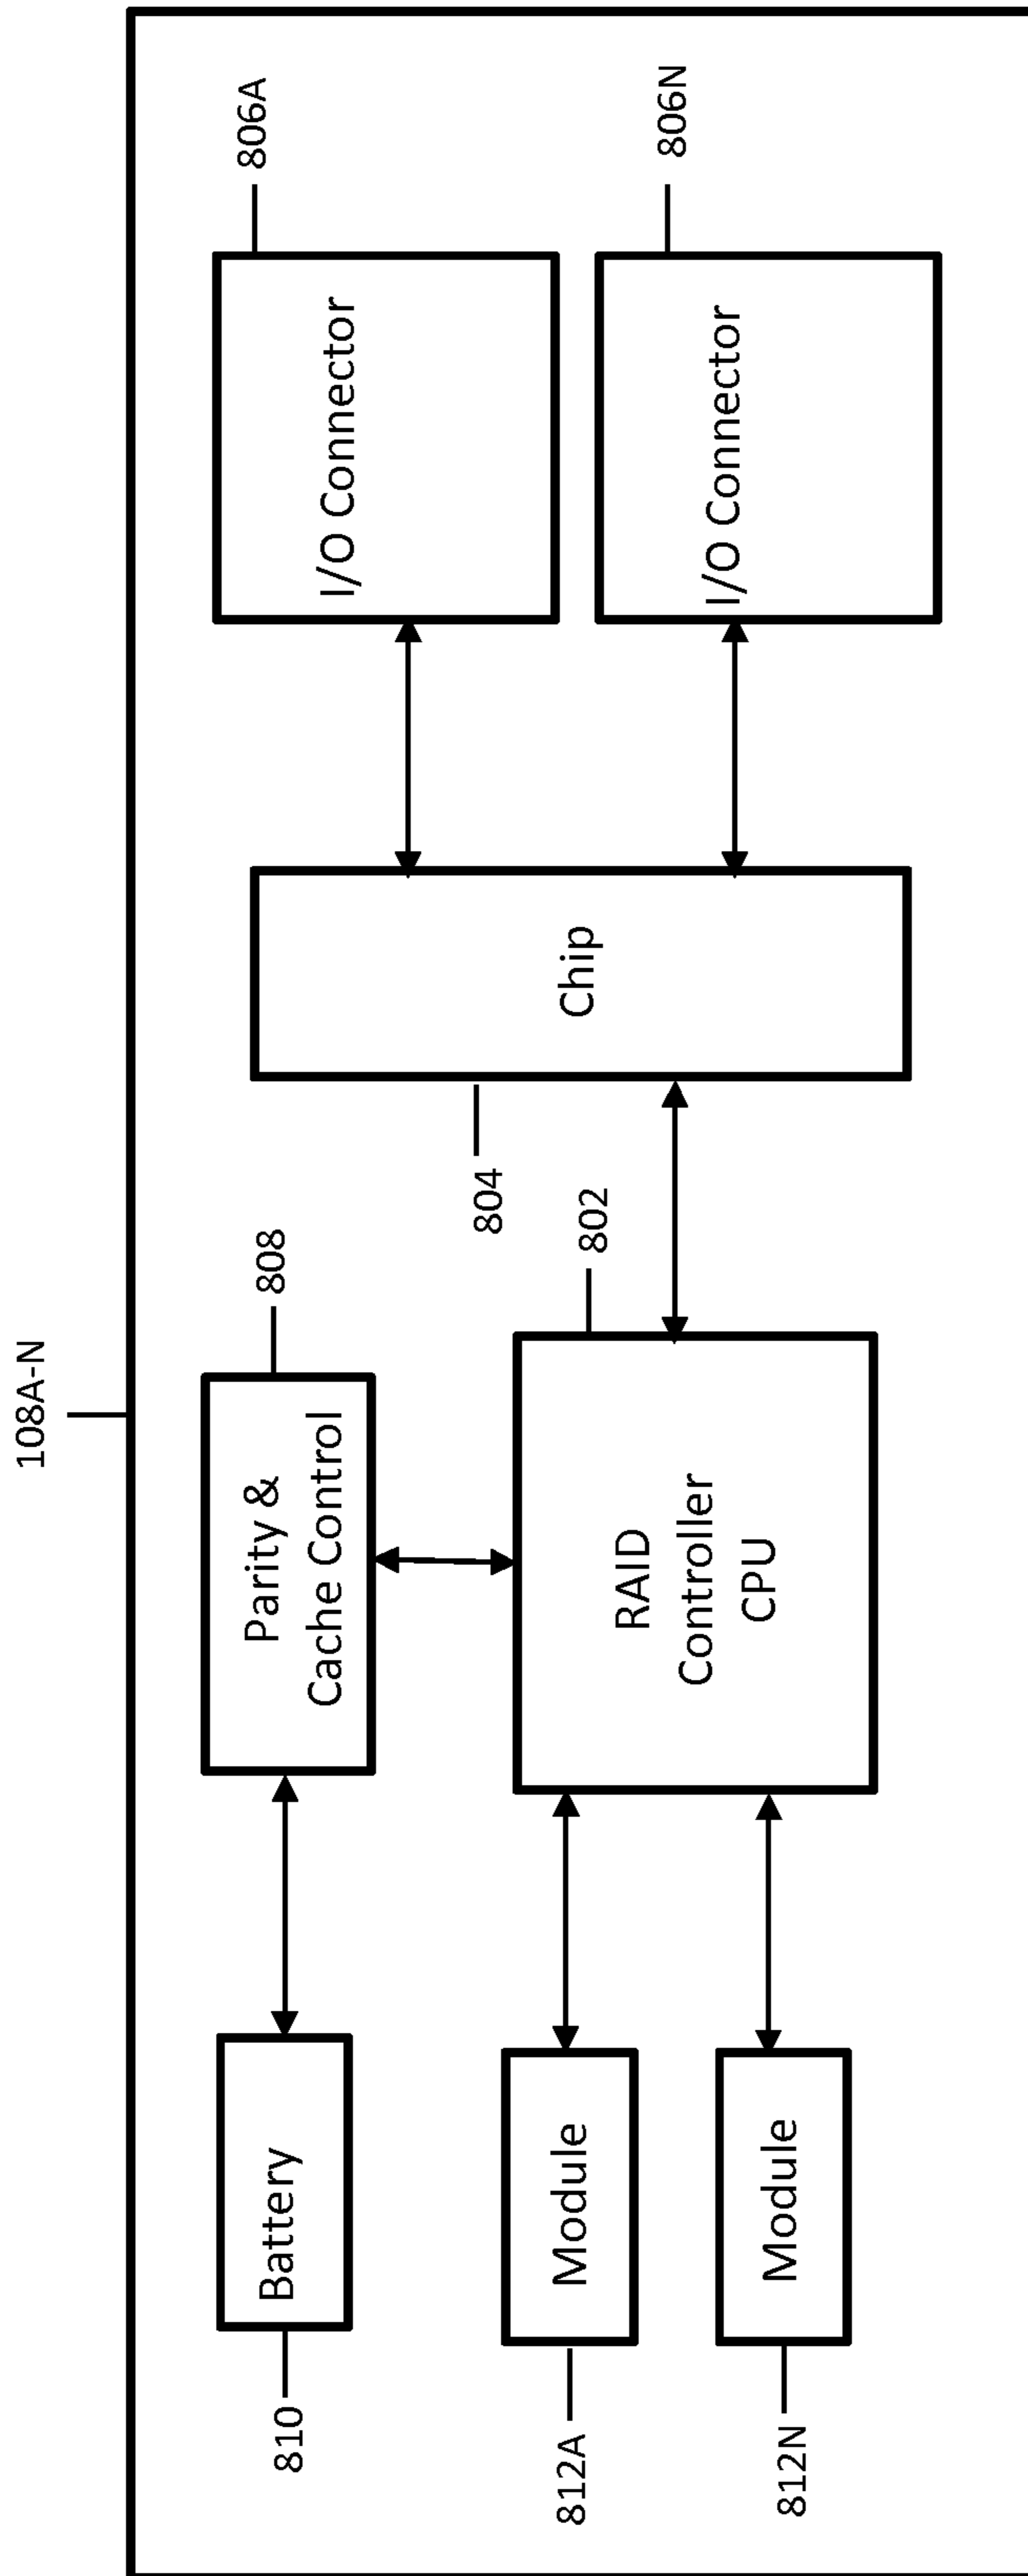 108A-N
810
Battery
Parity &
Cache Control
808
806A
I/O Connector
812A
Module
RAID
Controller
CPU
802
804
Chip
812N
Module
I/O Connector
806N